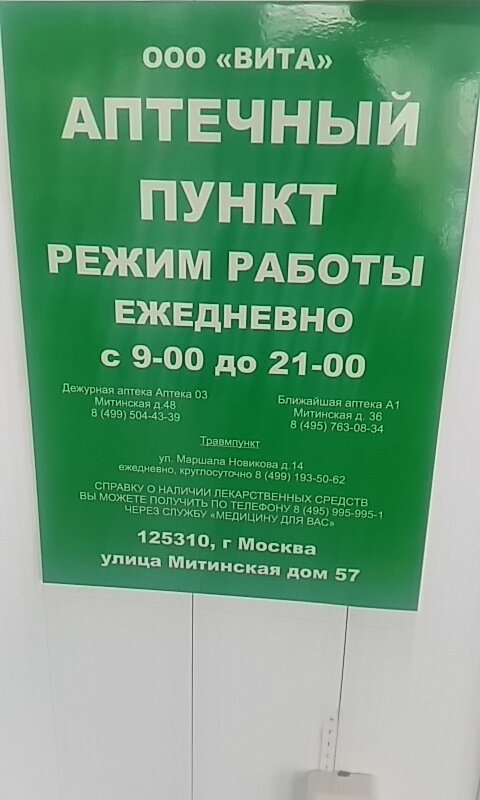 ООО «ВИТА»
АПТЕЧНЫЙ
ПУНКТ
РЕЖИМ РАБОТЫ
ЕЖЕДНЕВНО
с 9-00 до 21-00
Дежурная аптека Аптека 03
Митинская д.48
8 (499) 504-43-39
Ближайшая аптека А1
Митинская д. 36
8 (495) 763-08-34
Травмпункт
ул. Маршала Новикова д.14
ежедневно, круглосуточно 8 (499) 193-50-62
СПРАВКУ О НАЛИЧИИ ЛЕКАРСТВЕННЫХ СРЕДСТВ
ВЫ МОЖЕТЕ ПОЛУЧИТЬ ПО ТЕЛЕФОНУ 8 (495) 995-995-1
ЧЕРЕЗ СЛУЖБУ «МЕДИЦИНУ ДЛЯ ВАС»
125310, г Москва
улица Митинская дом 57